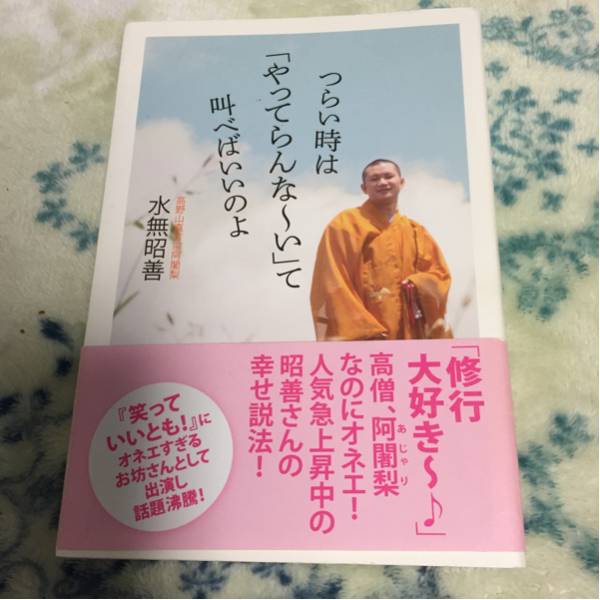 つらい時は
「やってらんな〜い」て
叫べばいいのよ
水無昭善
「修行
大好き〜♪」
高僧、阿闍梨
あじゃり
なのにオネエ！
人気急上昇中の
昭善さんの
幸せ説法！
『笑って
いいとも！』に
オネエすぎる
お坊さんとして
出演し
話題沸騰！